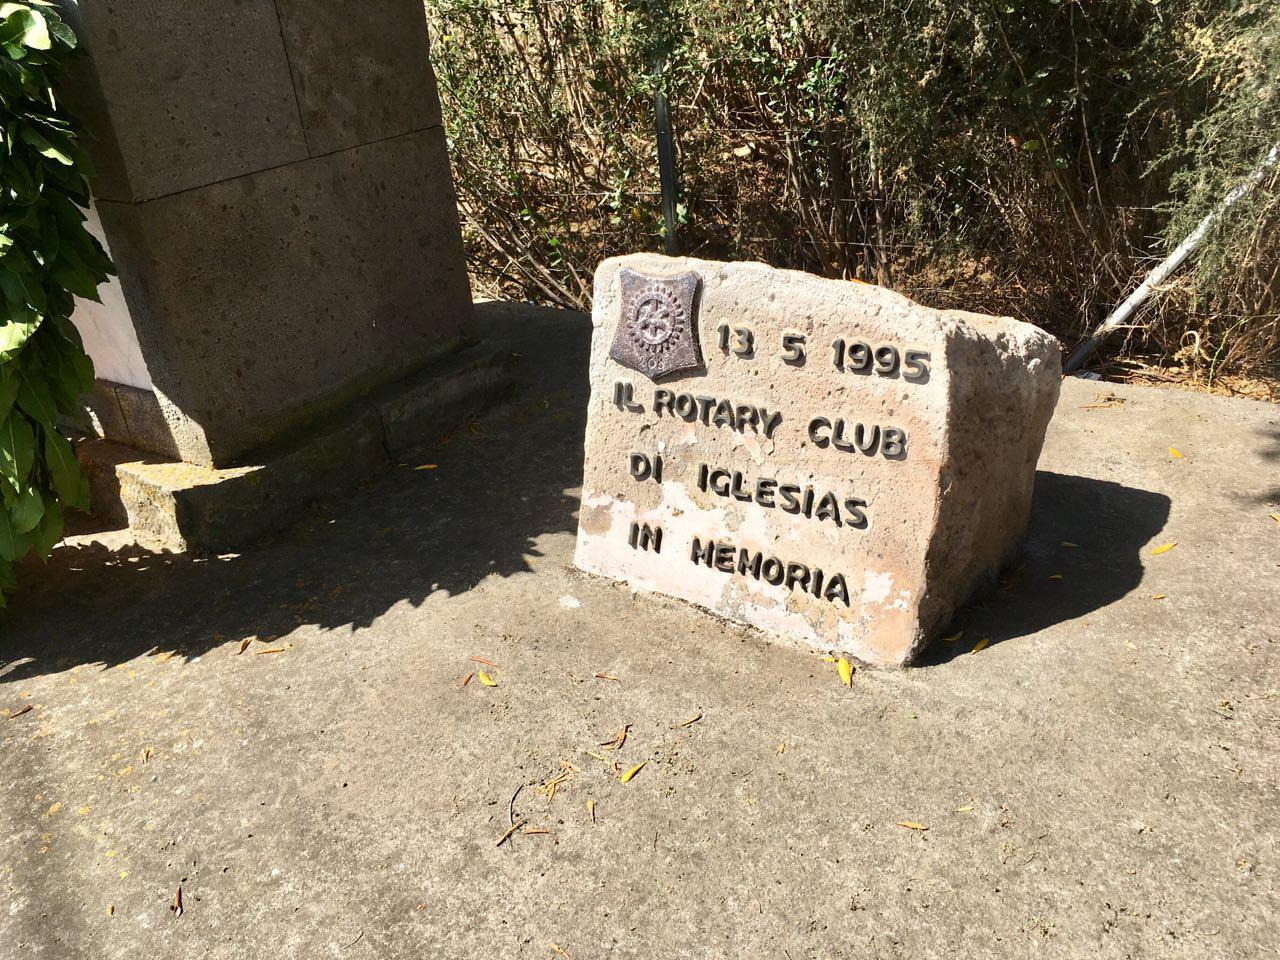 13 5 1995
IL ROTARY CLUB
DI IGLESIAS
IN MEMORIA